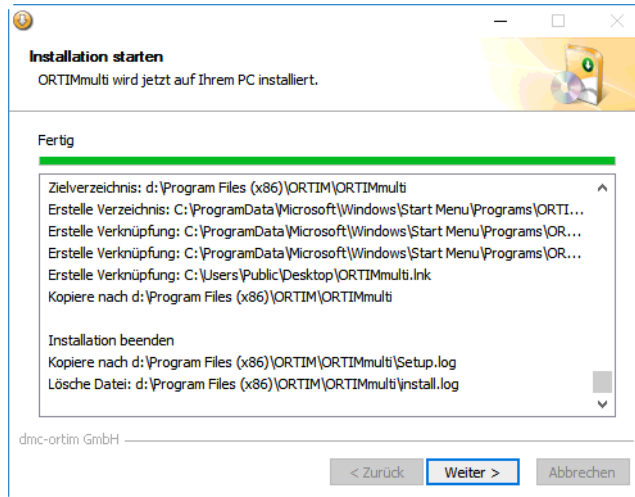 Installation starten
ORTIMmulti wird jetzt auf Ihrem PC installiert.
Fertig
Zielverzeichnis: d:\Program Files (x86)\ORTIM\ORTIMmulti
Erstelle Verzeichnis: C:\ProgramData\Microsoft\Windows\Start Menu\Programs\ORTI...
Erstelle Verknüpfung: C:\ProgramData\Microsoft\Windows\Start Menu\Programs\OR...
Erstelle Verknüpfung: C:\ProgramData\Microsoft\Windows\Start Menu\Programs\OR...
Erstelle Verknüpfung: C:\Users\Public\Desktop\ORTIMmulti.lnk
Kopiere nach d:\Program Files (x86)\ORTIM\ORTIMmulti
Installation beenden
Kopiere nach d:\Program Files (x86)\ORTIM\ORTIMmulti\Setup.log
Lösche Datei: d:\Program Files (x86)\ORTIM\ORTIMmulti\install.log
dmc-ortim GmbH
< Zurück Weiter > Abbrechen